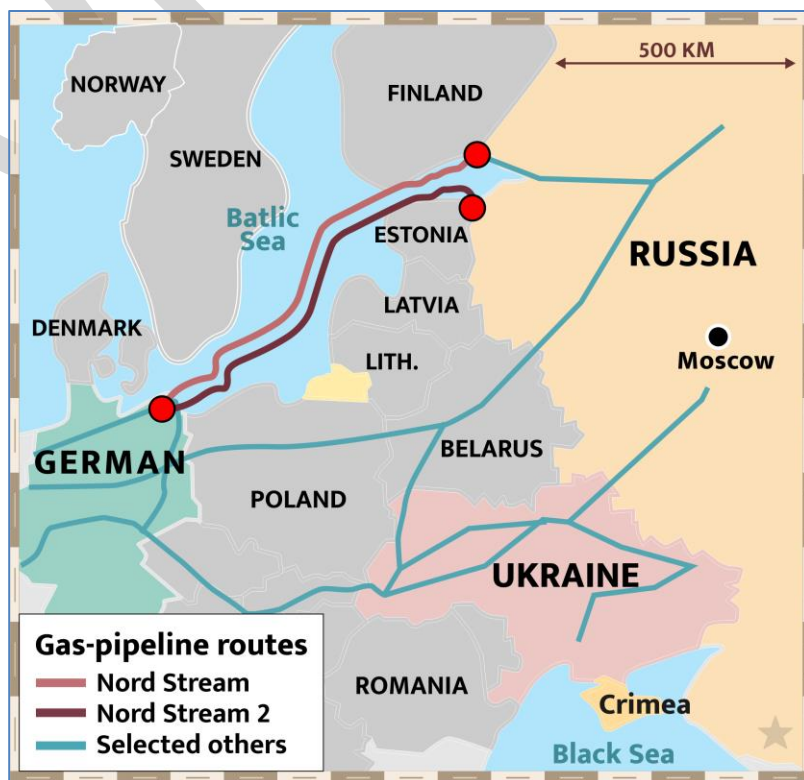 500 KM
NORWAY
FINLAND
SWEDEN
Batlic
Sea
ESTONIA
RUSSIA
LATVIA
DENMARK
LITH.
Moscow
BELARUS
GERMAN
POLAND
UKRAINE
Gas-pipeline routes
Nord Stream
Nord Stream 2
Selected others
ROMANIA
Crimea
Black Sea